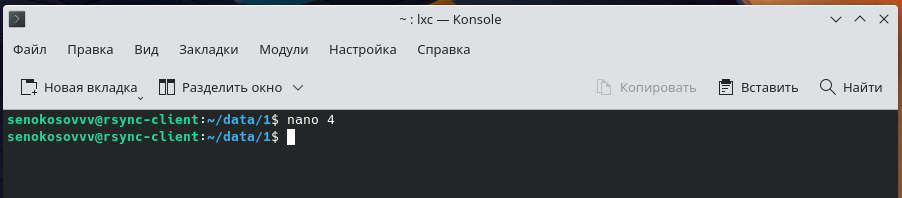 ~ : lxc — Konsole
Файл Правка Вид Закладки Модули Настройка Справка
Новая вкладка Разделить окно Копировать Вставить Найти
senokosovvv@rsync-client:~/data/1$ nano 4
senokosovvv@rsync-client:~/data/1$